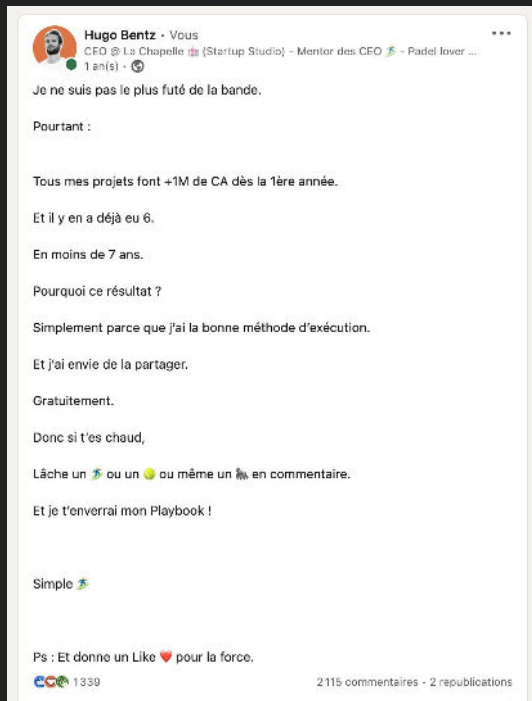 Hugo Bentz • Vous
CEO @ La Chapelle 💒 (Startup Studio) – Mentor des CEO 🏄‍♂️ – Padel lover ...
1 an(s) •
Je ne suis pas le plus futé de la bande.
Pourtant :
Tous mes projets font +1M de CA dès la 1ère année.
Et il y en a déjà eu 6.
En moins de 7 ans.
Pourquoi ce résultat ?
Simplement parce que j'ai la bonne méthode d'exécution.
Et j'ai envie de la partager.
Gratuitement.
Donc si t'es chaud,
Lâche un 🏄‍♂️ ou un 🎾 ou même un 🦙 en commentaire.
Et je t'enverrai mon Playbook !
Simple 🏄‍♂️
Ps : Et donne un Like ❤️ pour la force.
1339
2115 commentaires • 2 republications